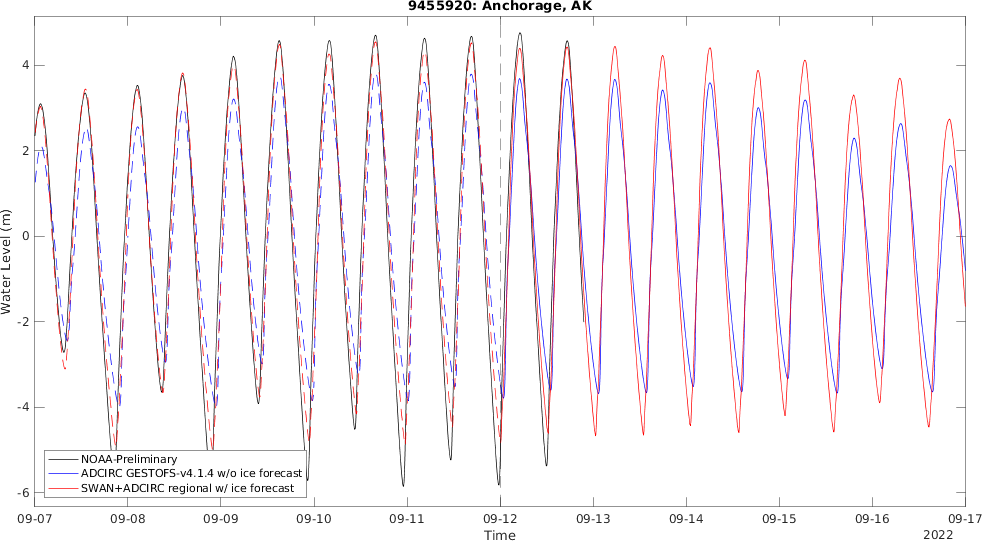 9455920: Anchorage, AK
Water Level (m)
4
2
0
-2
-4
-6
NOAA-Preliminary
ADCIRC GESTOFS-v4.1.4 w/o ice forecast
SWAN+ADCIRC regional w/ ice forecast
09-07 09-08 09-09 09-10 09-11 09-12 09-13 09-14 09-15 09-16 09-17
Time
2022